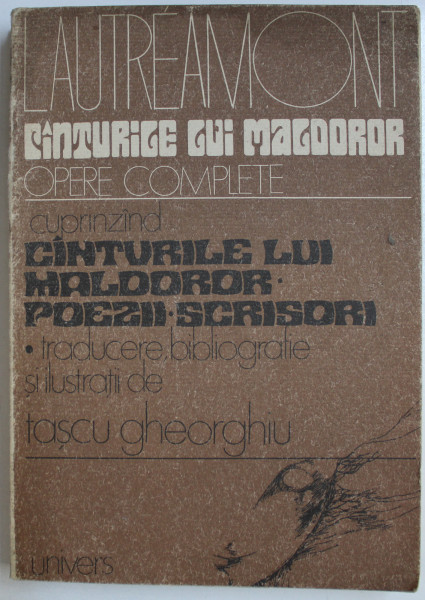 LAUTRÉAMONT
CÎNTURILE LUI MALDOROR
OPERE COMPLETE
cuprinzînd
CÎNTURILE LUI
MALDOROR •
POEZII • SCRISORI
• traducere, bibliografie
și ilustrații de
tașcu gheorghiu
univers